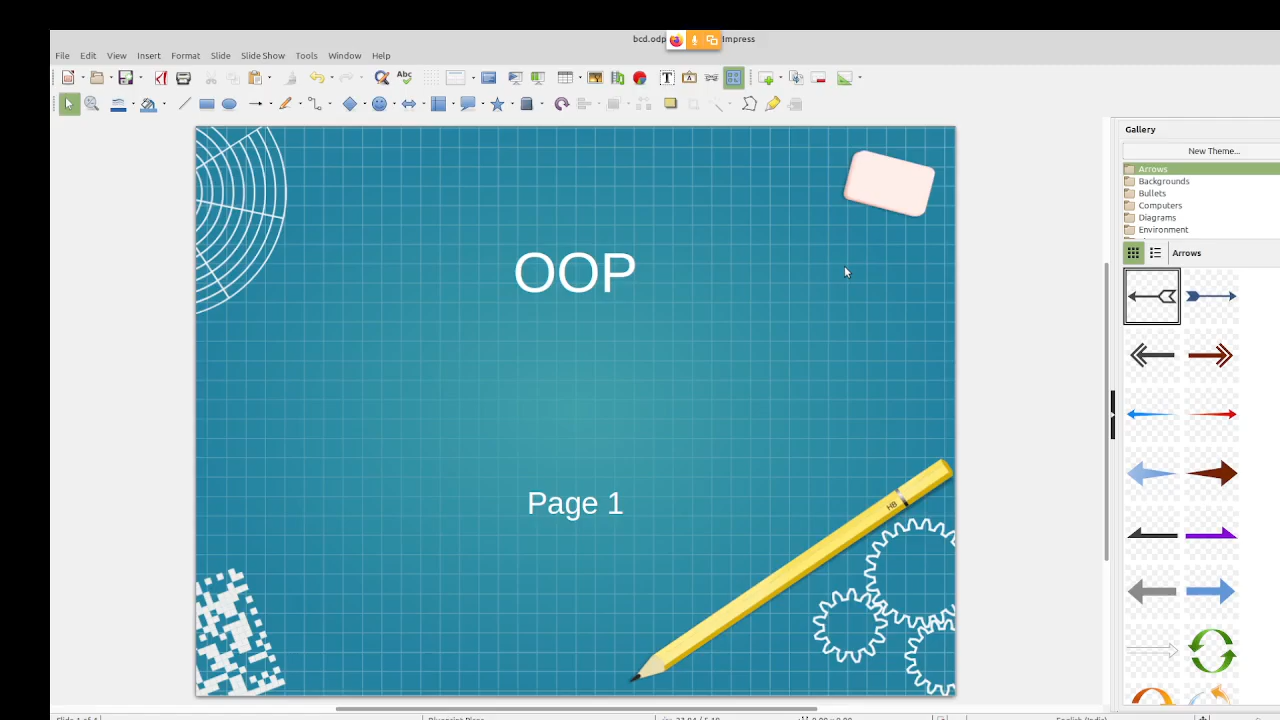 bcd.odp
Impress
File Edit View Insert Format Slide Slide Show Tools Window Help
Abc
Gallery
New Theme...
Arrows
Backgrounds
Bullets
Computers
Diagrams
Environment
Arrows
OOP
Page 1
HB